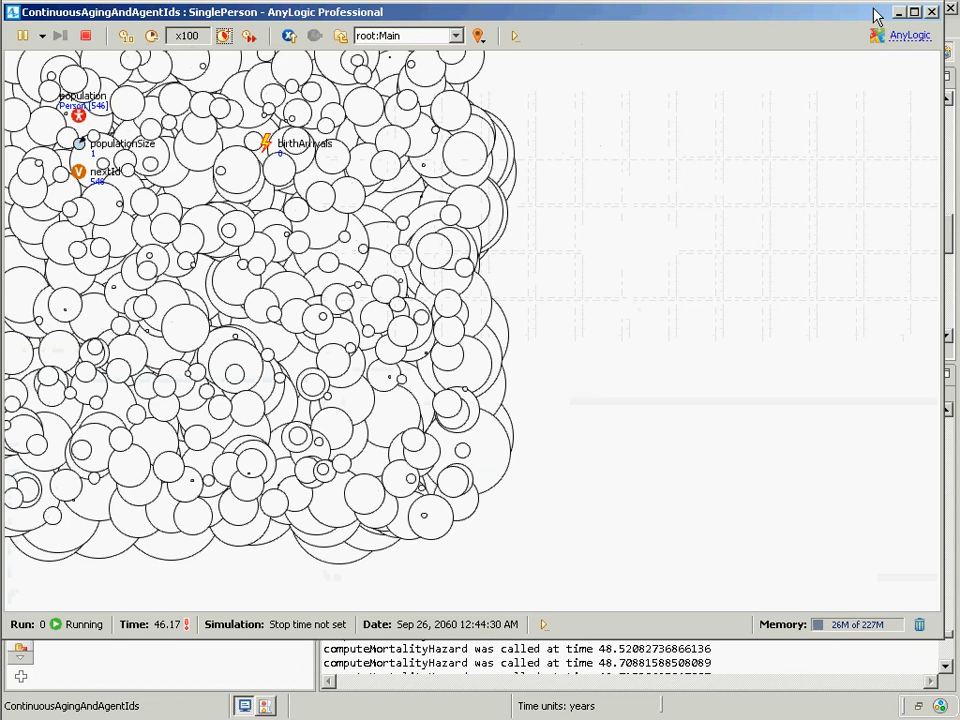 ContinuousAgingAndAgentIds : SinglePerson - AnyLogic Professional
x100
root:Main
AnyLogic
population
Person [546]
populationSize
1
birthArrivals
0
nextId
546
Run: 0 Running Time: 46.17 Simulation: Stop time not set Date: Sep 26, 2060 12:44:30 AM Memory: 26M of 227M
computeMortalityHazard was called at time 48.52082736866136
computeMortalityHazard was called at time 48.70881588508089
ContinuousAgingAndAgentIds
Time units: years